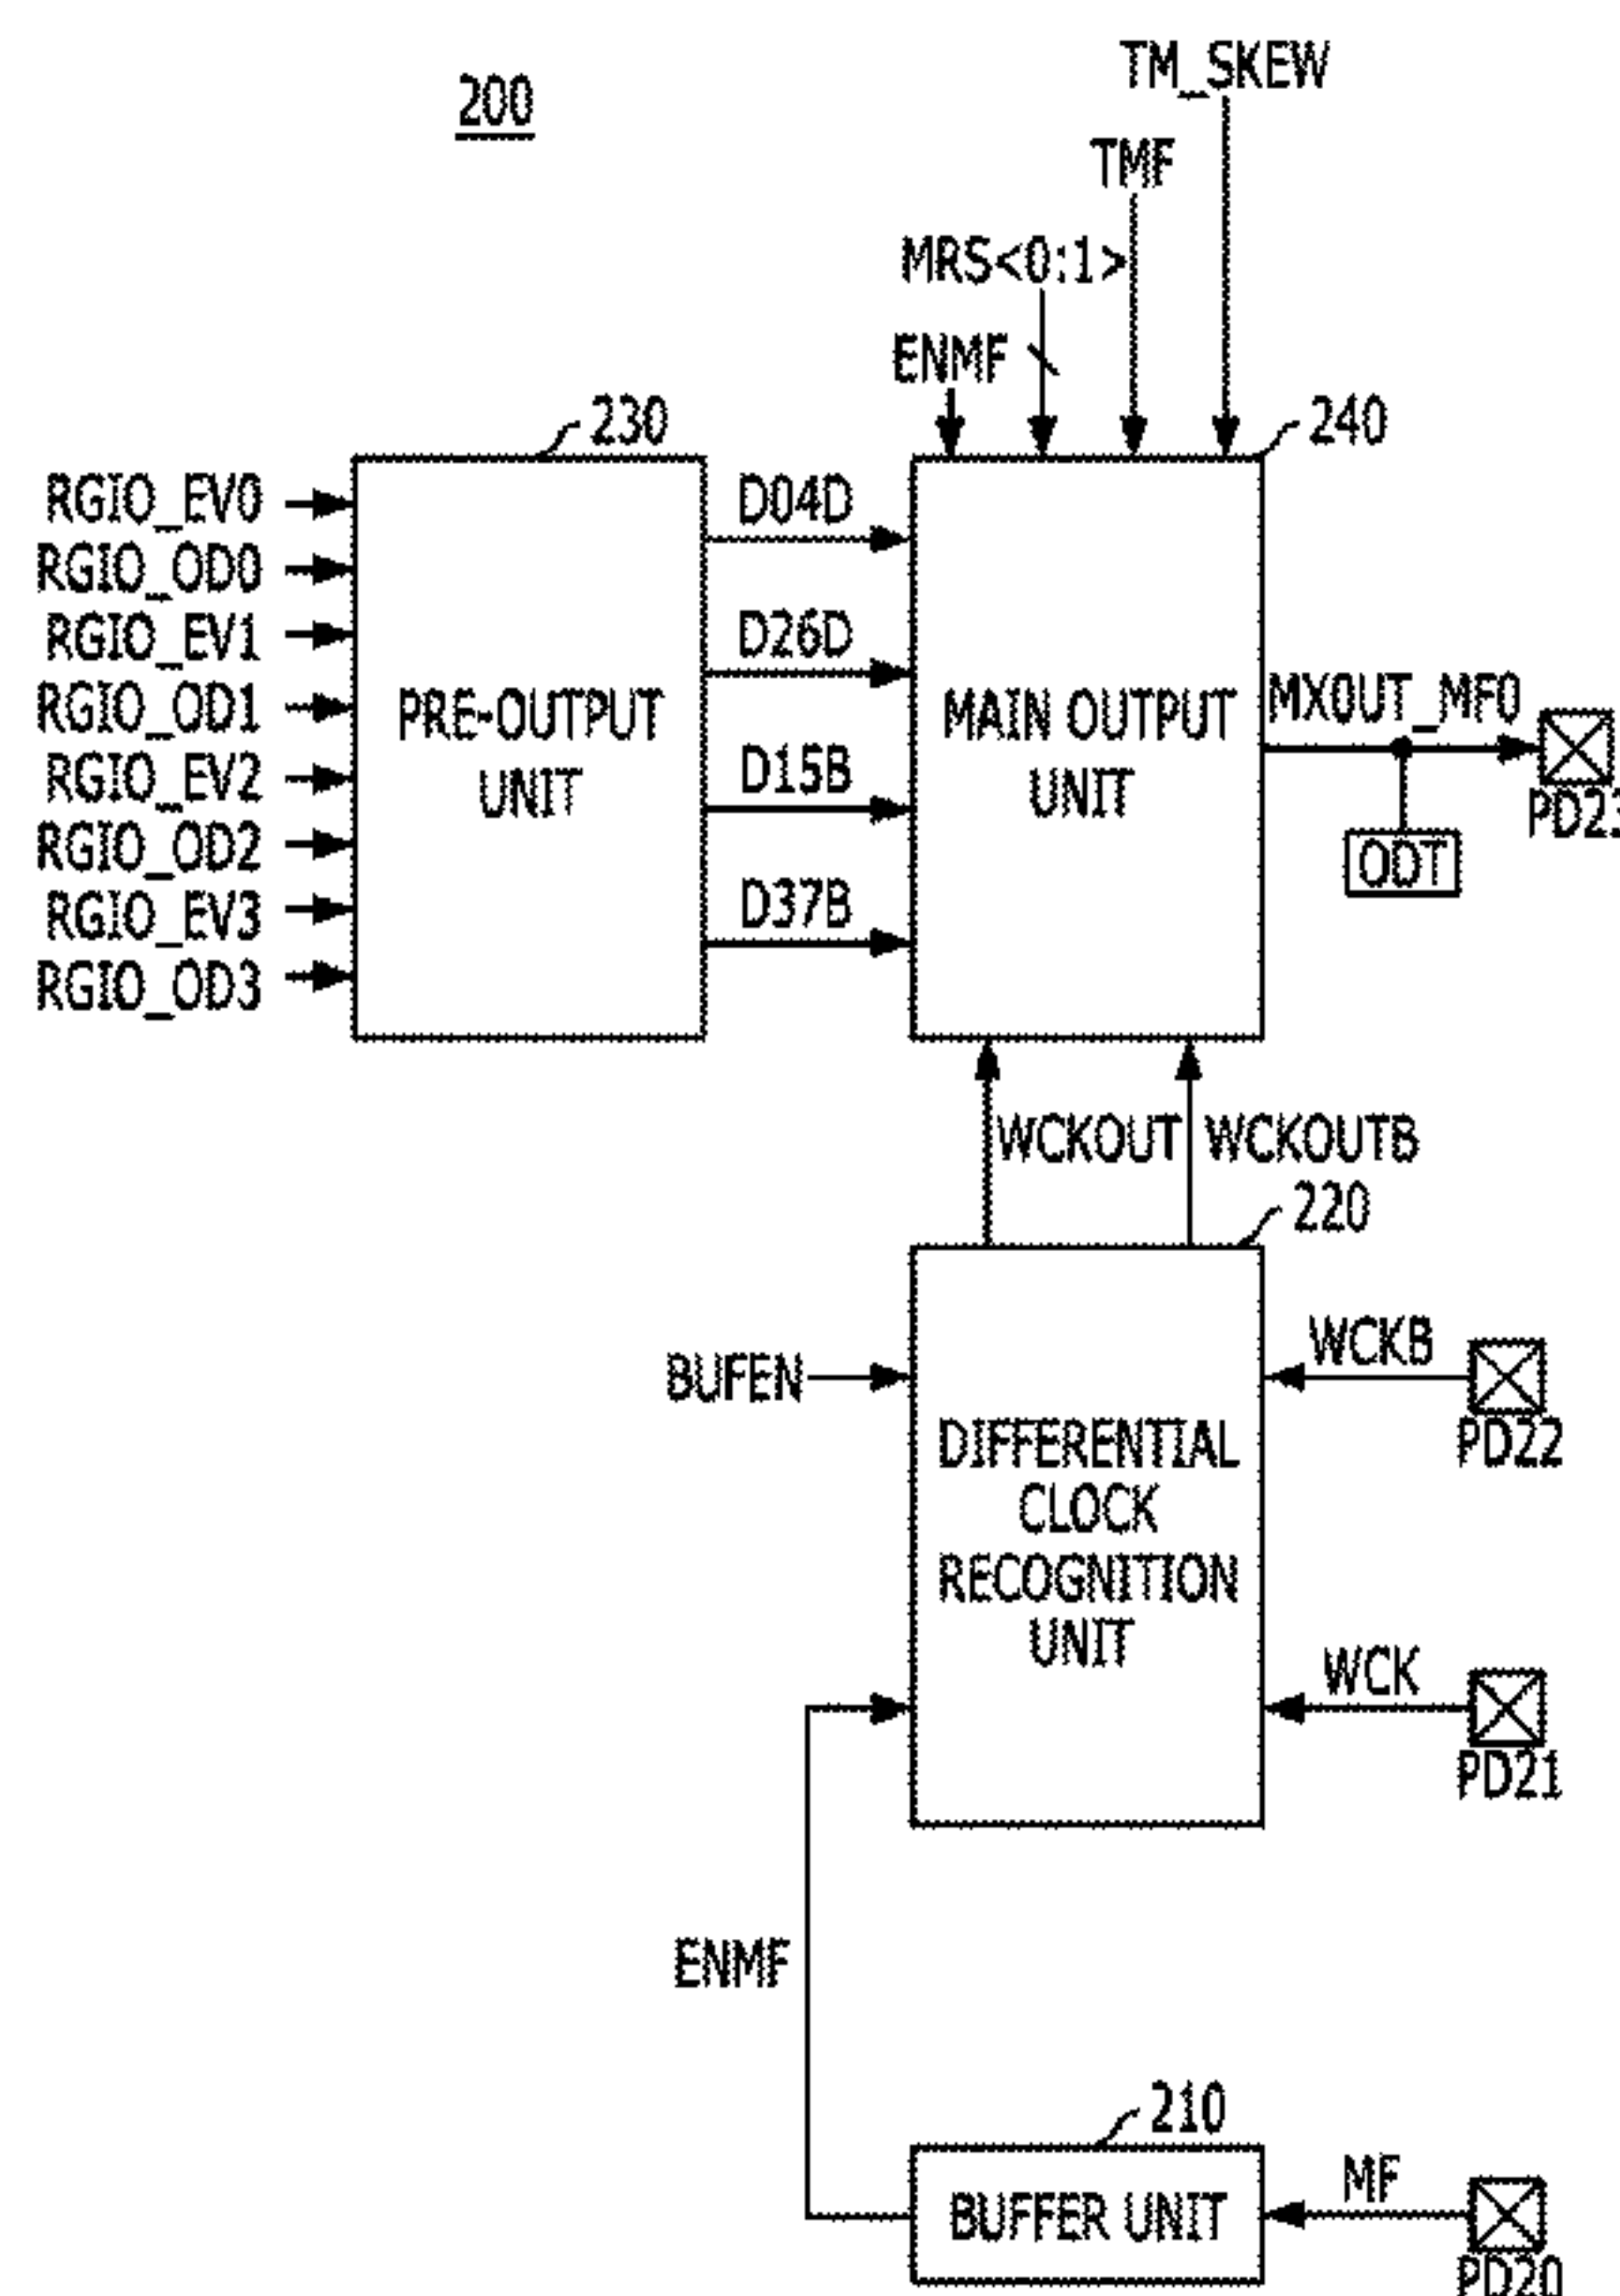 200
TM_SKEW
TMF
MRS<0:1>
ENMF
230
240
RGIO_EV0
RGIO_OD0
RGIO_EV1
RGIO_OD1
RGIO_EV2
RGIO_OD2
RGIO_EV3
RGIO_OD3
PRE-OUTPUT
UNIT
D04D
D26D
D15B
D37B
MAIN OUTPUT
UNIT
MXOUT_MF0
PD23
ODT
WCKOUT
WCKOUTB
220
BUFEN
DIFFERENTIAL
CLOCK
RECOGNITION
UNIT
WCKB
PD22
WCK
PD21
ENMF
210
BUFFER UNIT
MF
PD20